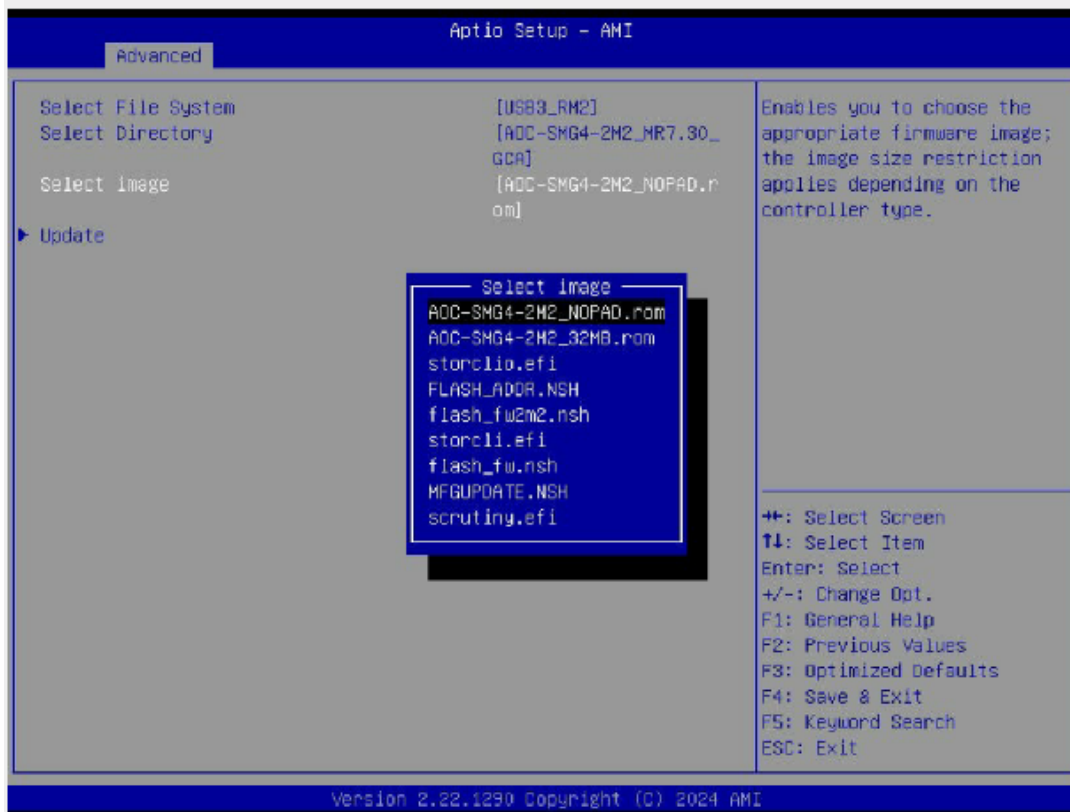 Aptio Setup - AMI
Advanced
Select File System [USB3_RM2]
Select Directory [AOC-SMG4-2M2_MR7.30_
GCA]
Select image [AOC-SMG4-2M2_NOPAD.r
om]
Update
Select image
AOC-SMG4-2M2_NOPAD.rom
AOC-SMG4-2M2_32MB.rom
storclio.efi
FLASH_ADDR.NSH
flash_fw2m2.nsh
storcli.efi
flash_fw.nsh
MFGUPDATE.NSH
scrutiny.efi
Enables you to choose the
appropriate firmware image;
the image size restriction
applies depending on the
controller type.
→←: Select Screen
↑↓: Select Item
Enter: Select
+/-: Change Opt.
F1: General Help
F2: Previous Values
F3: Optimized Defaults
F4: Save & Exit
F5: Keyword Search
ESC: Exit
Version 2.22.1290 Copyright (C) 2024 AMI